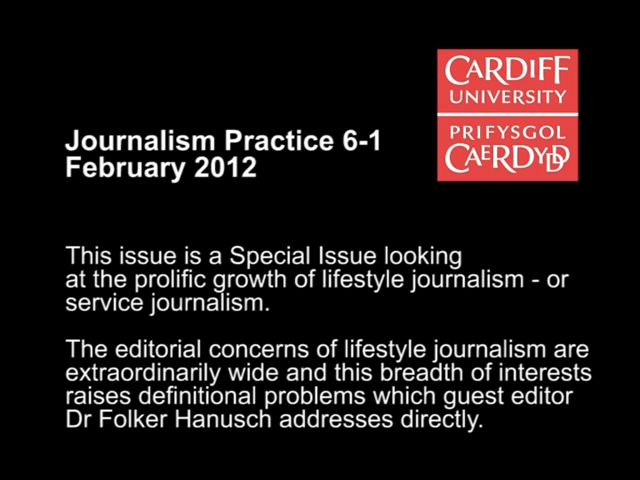 CARDIFF
UNIVERSITY
PRIFYSGOL
CAERDYDD
Journalism Practice 6-1
February 2012
This issue is a Special Issue looking
at the prolific growth of lifestyle journalism - or
service journalism.
The editorial concerns of lifestyle journalism are
extraordinarily wide and this breadth of interests
raises definitional problems which guest editor
Dr Folker Hanusch addresses directly.